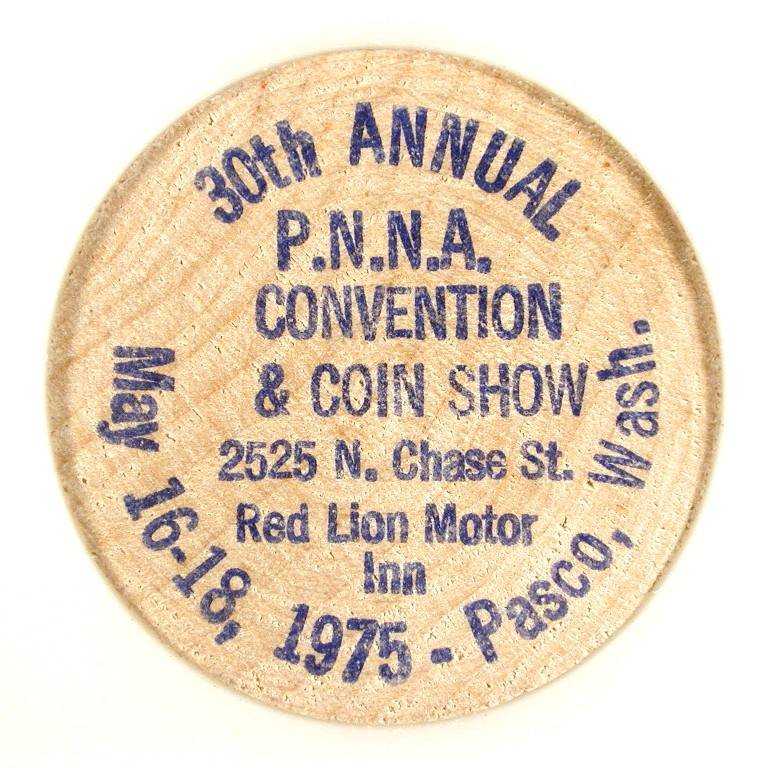 30th ANNUAL
P.N.N.A.
CONVENTION
& COIN SHOW
2525 N. Chase St.
Red Lion Motor
Inn
May 16-18, 1975 - Pasco, Wash.